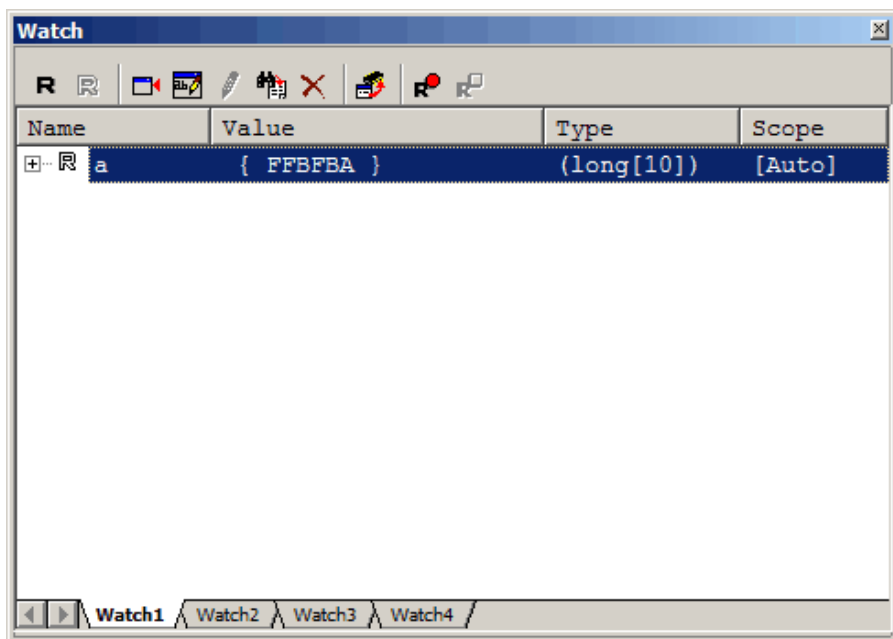 Watch
R R R R
Name Value Type Scope
R a { FFBFBA } (long[10]) [Auto]
Watch1 Watch2 Watch3 Watch4